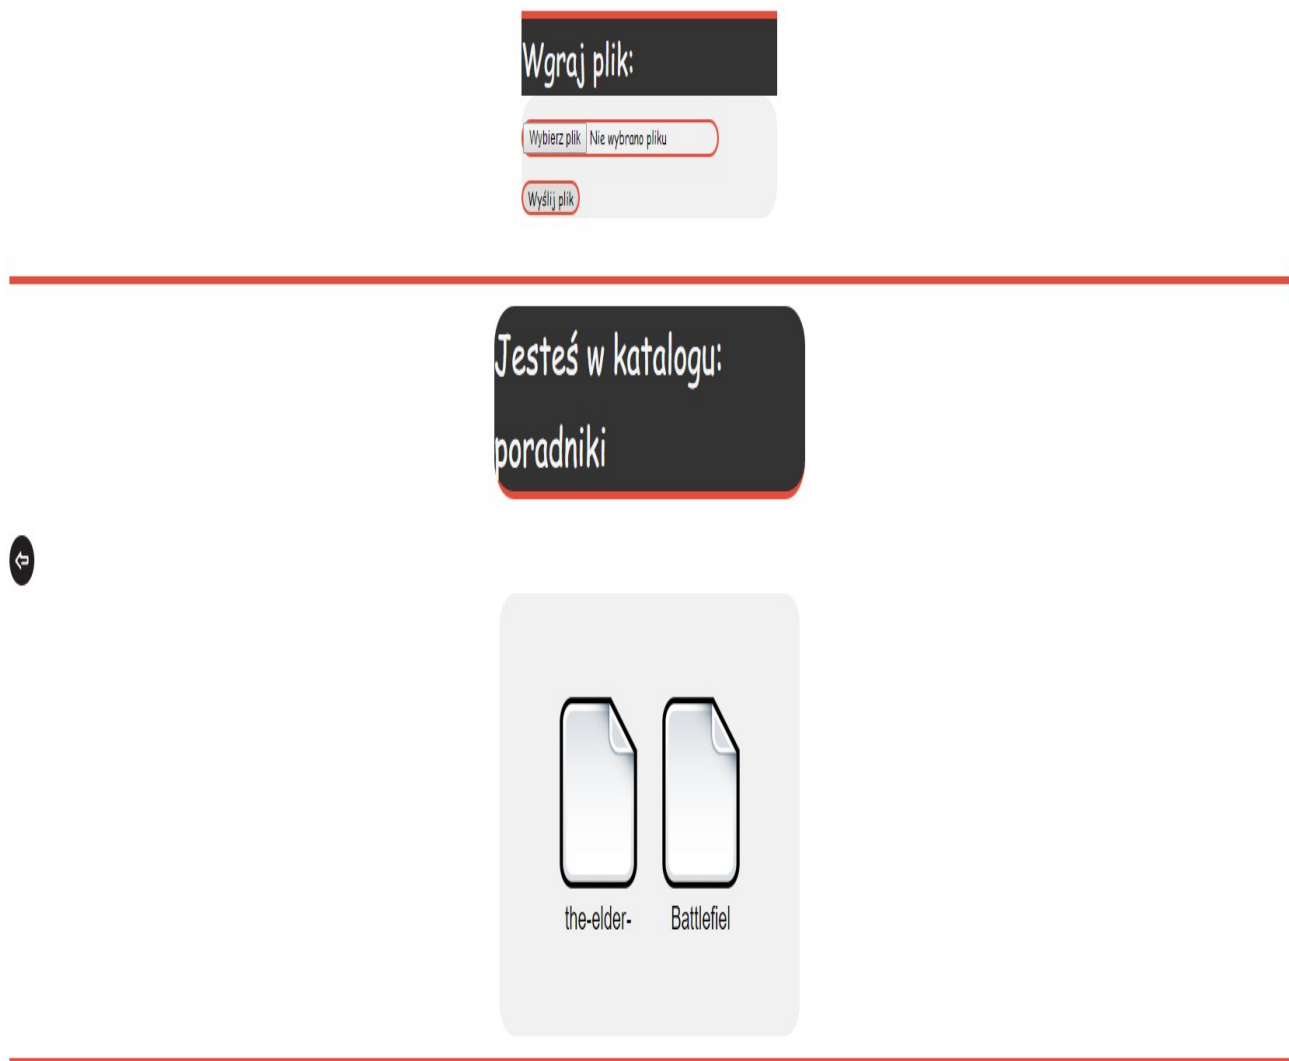 Wgraj plik:
Wybierz plik Nie wybrano pliku
Wyślij plik
Jesteś w katalogu:
poradniki
the-elder- Battlefiel